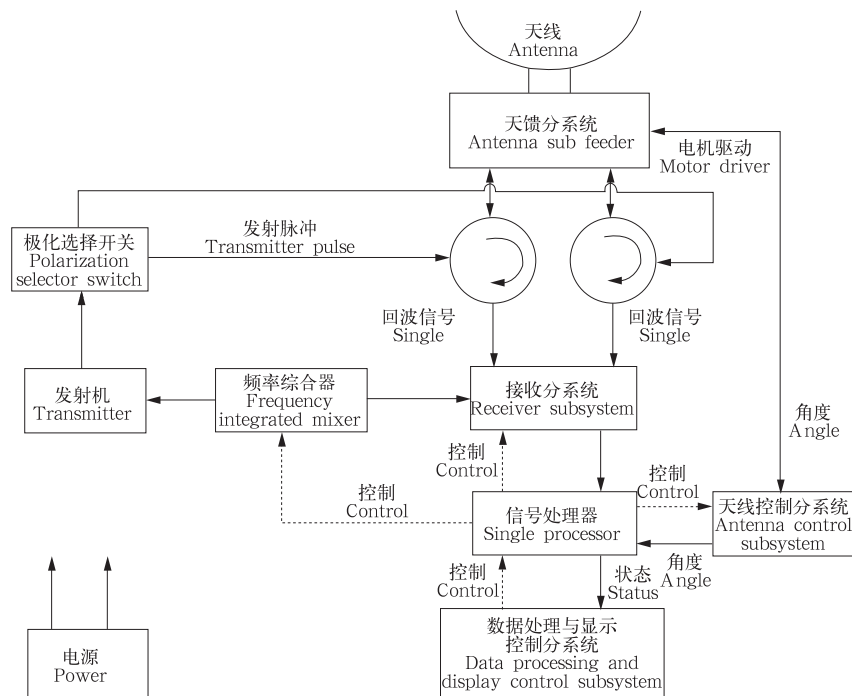 天线
Antenna
天馈分系统
Antenna sub feeder
电机驱动
Motor driver
极化选择开关
Polarization
selector switch
发射脉冲
Transmitter pulse
回波信号
Single
回波信号
Single
发射机
Transmitter
频率综合器
Frequency
integrated mixer
接收分系统
Receiver subsystem
角度
Angle
控制
Control
控制
Control
控制
Control
信号处理器
Single processor
天线控制分系统
Antenna control
subsystem
角度
Angle
控制
Control
状态
Status
电源
Power
数据处理与显示
控制分系统
Data processing and
display control subsystem